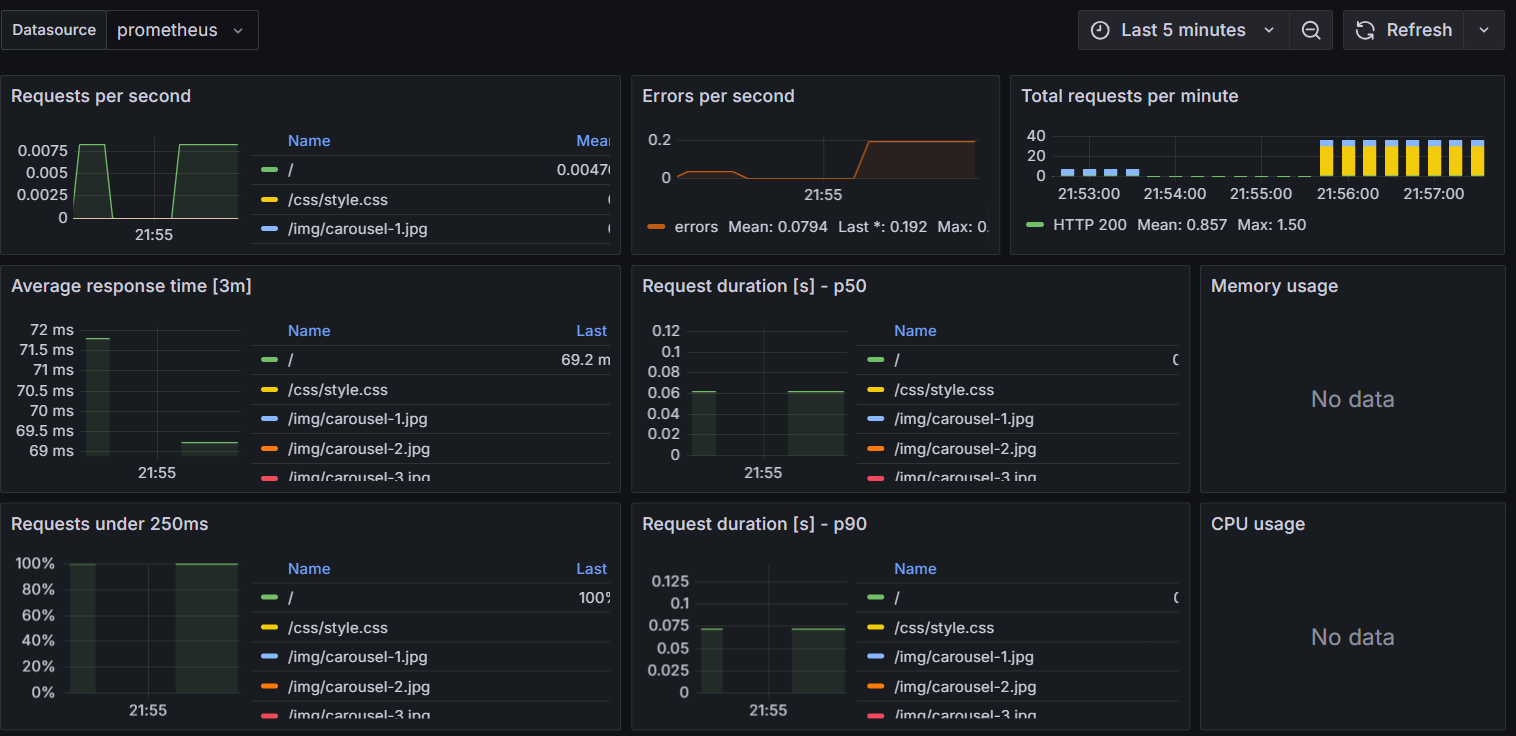 Datasource prometheus Last 5 minutes Refresh
Requests per second
0.0075
0.005
0.0025
0
21:55
Name Mean
/ 0.00470
/css/style.css
/img/carousel-1.jpg
Errors per second
0.2
0
21:55
errors Mean: 0.0794 Last *: 0.192 Max: 0.
Total requests per minute
40
20
0
21:53:00 21:54:00 21:55:00 21:56:00 21:57:00
HTTP 200 Mean: 0.857 Max: 1.50
Average response time [3m]
72 ms
71.5 ms
71 ms
70.5 ms
70 ms
69.5 ms
69 ms
21:55
Name Last
/ 69.2 m
/css/style.css
/img/carousel-1.jpg
/img/carousel-2.jpg
/img/carousel-3.jpg
Request duration [s] - p50
0.12
0.1
0.08
0.06
0.04
0.02
0
21:55
Name
/ 0
/css/style.css
/img/carousel-1.jpg
/img/carousel-2.jpg
/img/carousel-3.jpg
Memory usage
No data
Requests under 250ms
100%
80%
60%
40%
20%
0%
21:55
Name Last
/ 100%
/css/style.css
/img/carousel-1.jpg
/img/carousel-2.jpg
/img/carousel-3.jpg
Request duration [s] - p90
0.125
0.1
0.075
0.05
0.025
0
21:55
Name
/ 0
/css/style.css
/img/carousel-1.jpg
/img/carousel-2.jpg
/img/carousel-3.jpg
CPU usage
No data